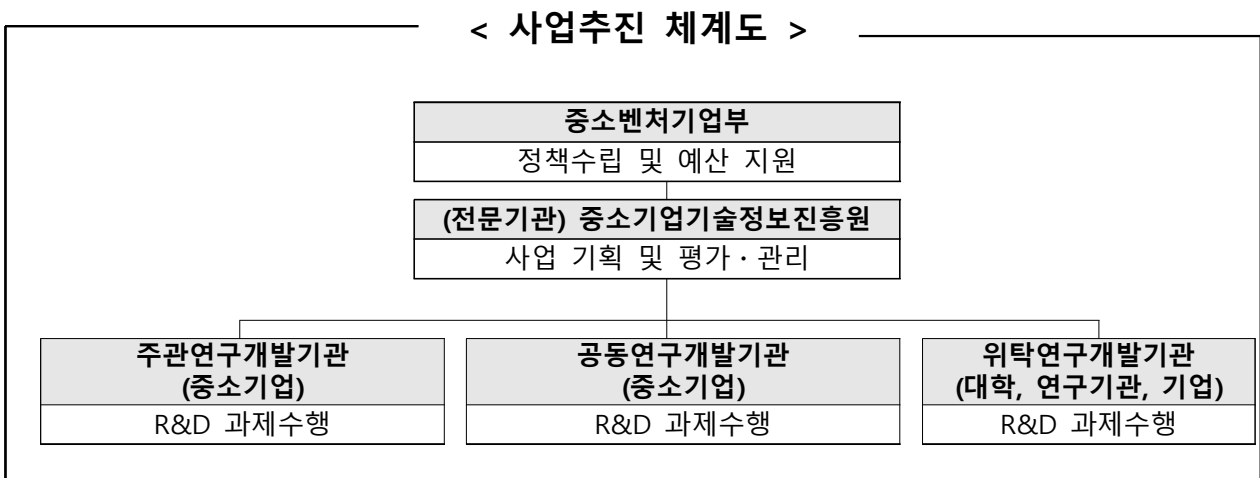 < 사업추진 체계도 >
중소벤처기업부
정책수립 및 예산 지원
(전문기관) 중소기업기술정보진흥원
사업 기획 및 평가·관리
주관연구개발기관
(중소기업)
R&D 과제수행
공동연구개발기관
(중소기업)
R&D 과제수행
위탁연구개발기관
(대학, 연구기관, 기업)
R&D 과제수행